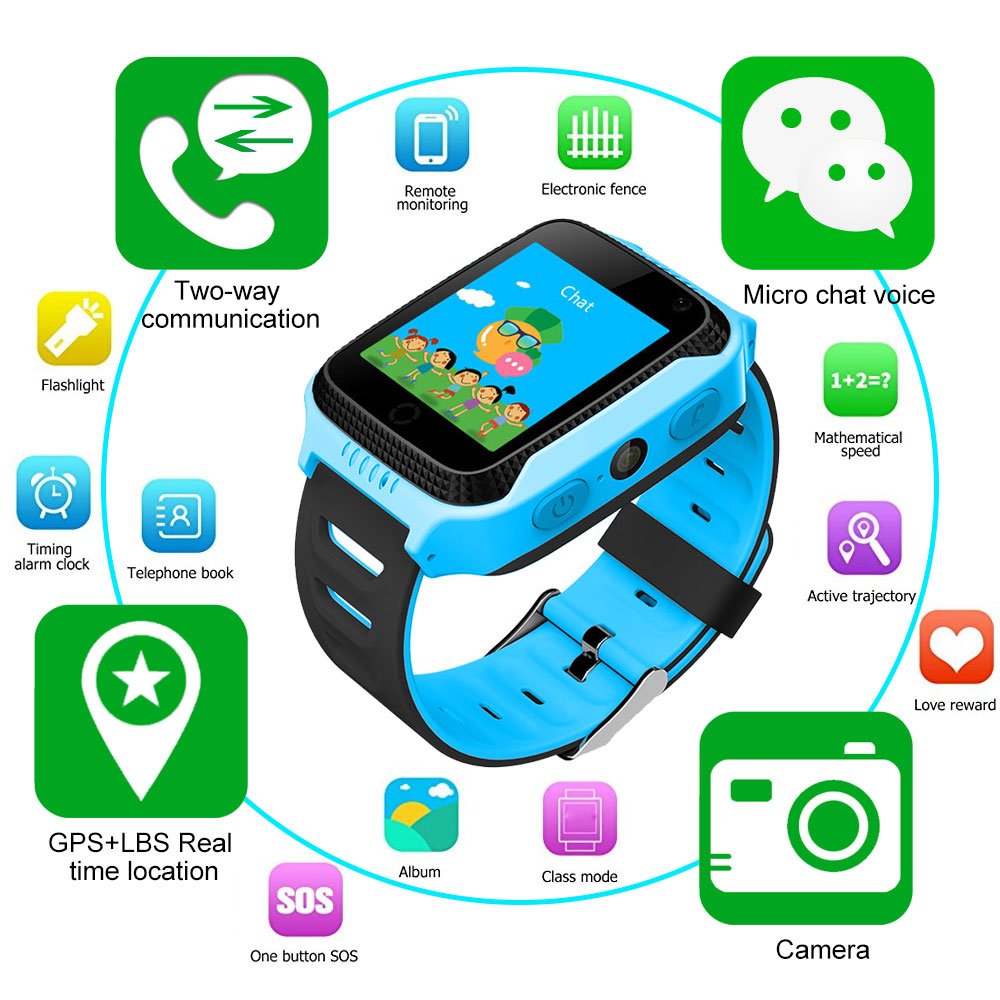 Two-way
communication
Remote
monitoring
Electronic fence
Micro chat voice
Flashlight
Chat
1+2=?
Mathematical
speed
Timing
alarm clock
Telephone book
Active trajectory
Love reward
GPS+LBS Real
time location
Album
Class mode
SOS
One button SOS
Camera